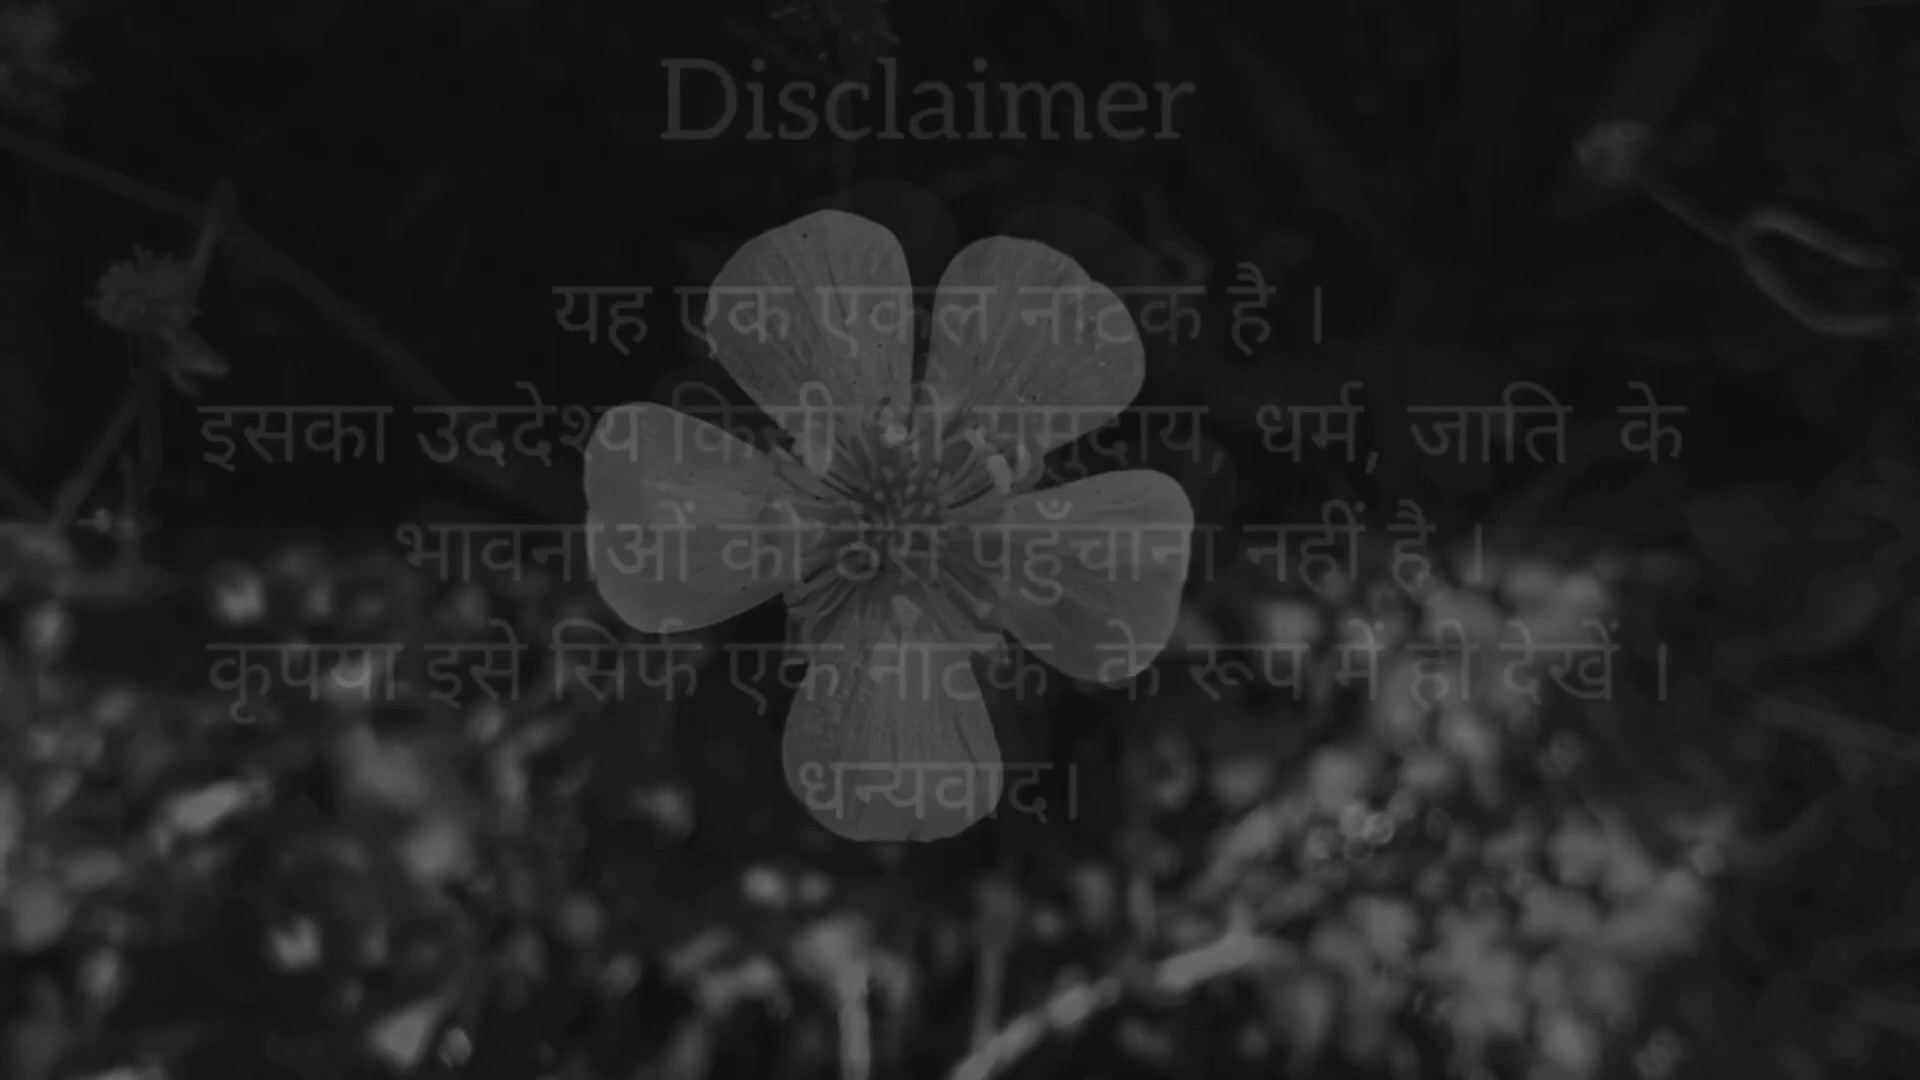 Disclaimer
यह एक एकल नाटक है ।
इसका उददेश्य किसी भी समुदाय, धर्म, जाति के
भावनाओं को ठेस पहुँचाना नहीं है ।
कृपया इसे सिर्फ एक नाटक के रूप में ही देखें ।
धन्यवाद।